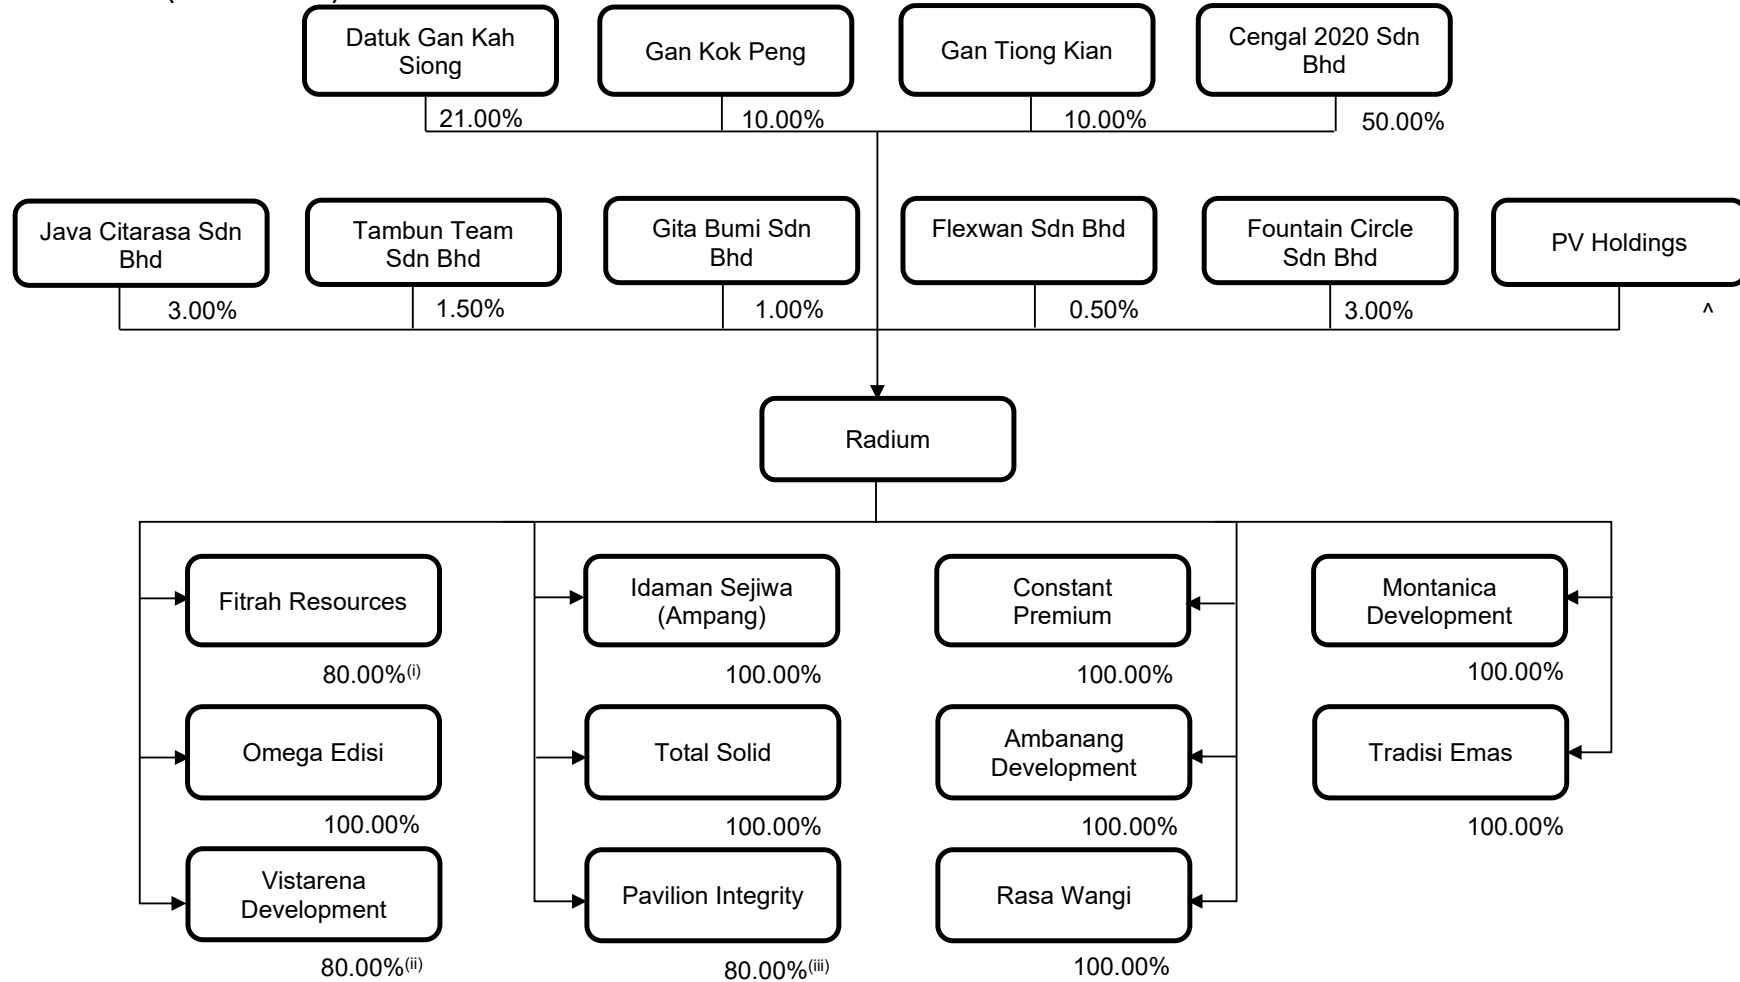 Datuk Gan Kah
Siong
Gan Kok Peng
Gan Tiong Kian
Cengal 2020 Sdn
Bhd
21.00%
10.00%
10.00%
50.00%
Java Citarasa Sdn
Bhd
Tambun Team
Sdn Bhd
Gita Bumi Sdn
Bhd
Flexwan Sdn Bhd
Fountain Circle
Sdn Bhd
PV Holdings
3.00%
1.50%
1.00%
0.50%
3.00%
^
Radium
Fitrah Resources
Idaman Sejiwa
(Ampang)
Constant
Premium
Montanica
Development
80.00%(i)
100.00%
100.00%
100.00%
Omega Edisi
Total Solid
Ambanang
Development
Tradisi Emas
100.00%
100.00%
100.00%
100.00%
Vistarena
Development
Pavilion Integrity
Rasa Wangi
80.00%(ii)
80.00%(iii)
100.00%